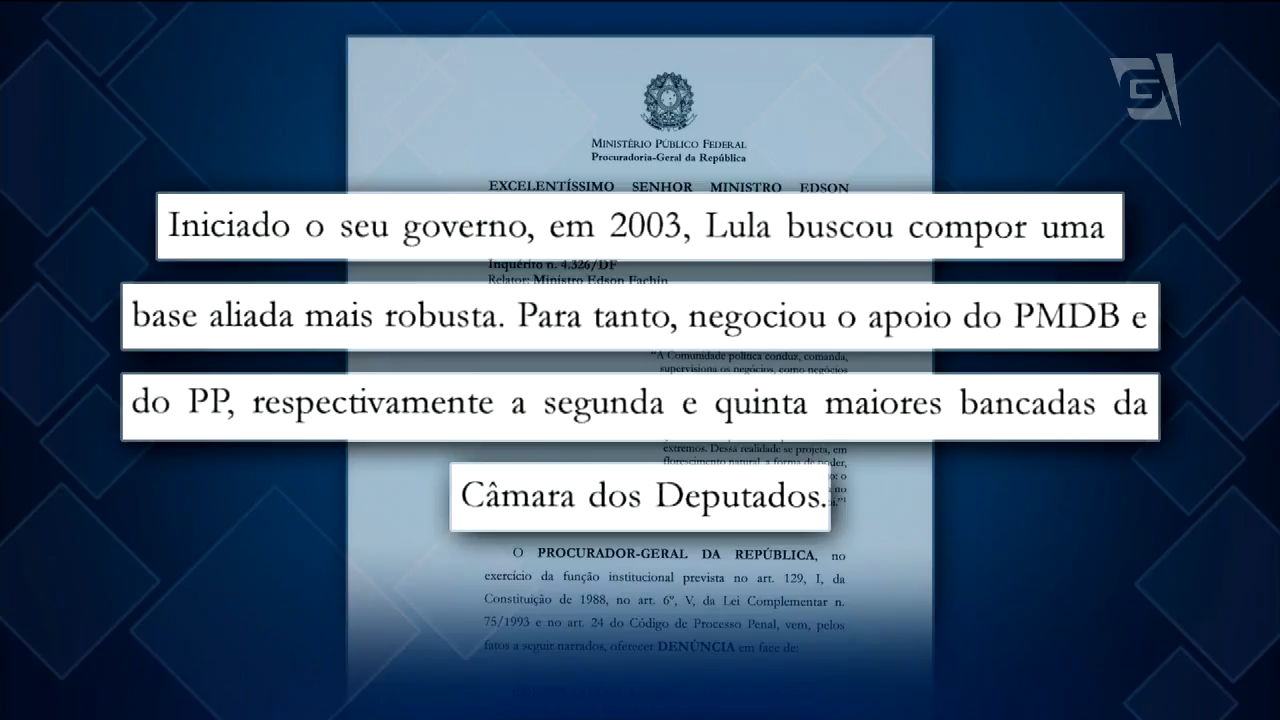 MINISTÉRIO PÚBLICO FEDERAL
Procuradoria-Geral da República
EXCELENTÍSSIMO SENHOR MINISTRO EDSON
Iniciado o seu governo, em 2003, Lula buscou compor uma
Inquérito n. 4.326/DF
Relator: Ministro Edson Fachin
base aliada mais robusta. Para tanto, negociou o apoio do PMDB e
“A Comunidade política conduz, comanda,
supervisiona os negócios, como negócios
do PP, respectivamente a segunda e quinta maiores bancadas da
extremos. Dessa realidade se projeta, em
florescimento natural, a forma de poder,
Câmara dos Deputados.
O PROCURADOR-GERAL DA REPÚBLICA, no
exercício da função institucional prevista no art. 129, I, da
Constituição de 1988, no art. 6º, V, da Lei Complementar n.
75/1993 e no art. 24 do Código de Processo Penal, vem, pelos
fatos a seguir narrados, oferecer DENÚNCIA em face de: